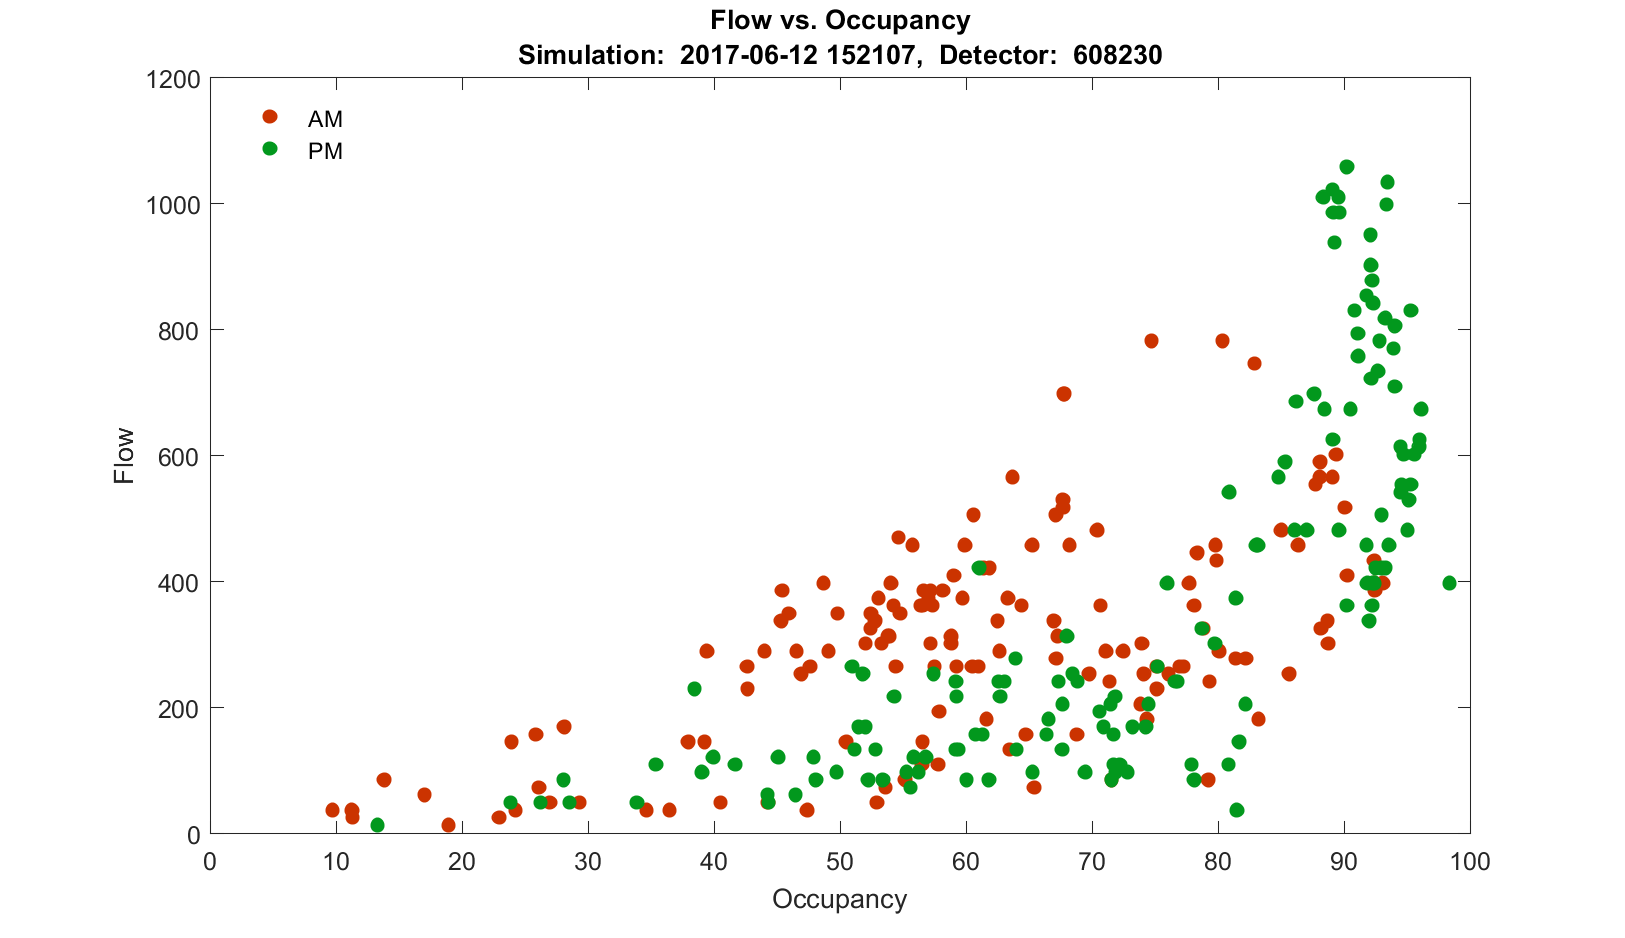 Flow vs. Occupancy
Simulation:  2017-06-12 152107,  Detector:  608230
1200
1000
800
600
400
200
0
Flow
AM
PM
0 10 20 30 40 50 60 70 80 90 100
Occupancy